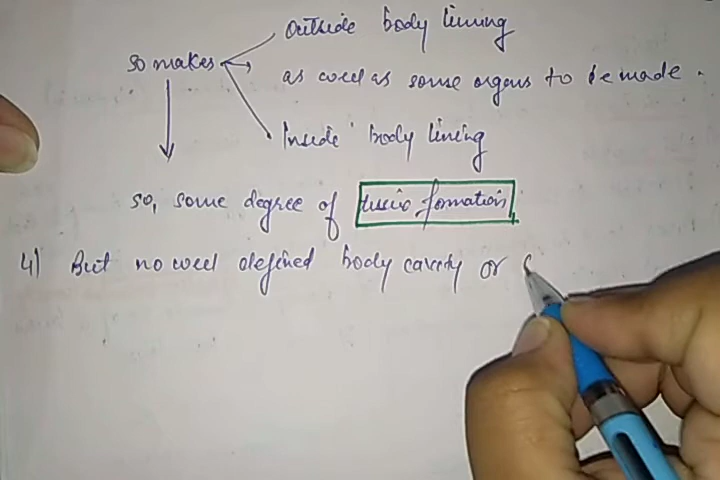 outside body lining
so makes
as well as some organs to be made.
Inside body lining
so, some degree of tissue formation
4) But no well defined body cavity or